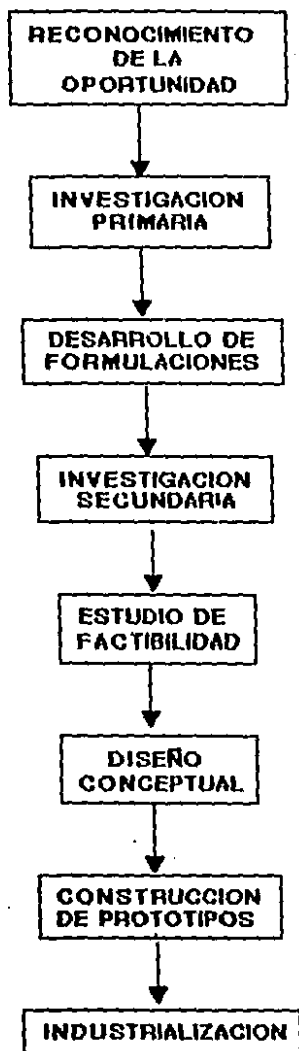 RECONOCIMIENTO
DE LA
OPORTUNIDAD
INVESTIGACION
PRIMARIA
DESARROLLO DE
FORMULACIONES
INVESTIGACION
SECUNDARIA
ESTUDIO DE
FACTIBILIDAD
DISEÑO
CONCEPTUAL
CONSTRUCCION
DE PROTOTIPOS
INDUSTRIALIZACION